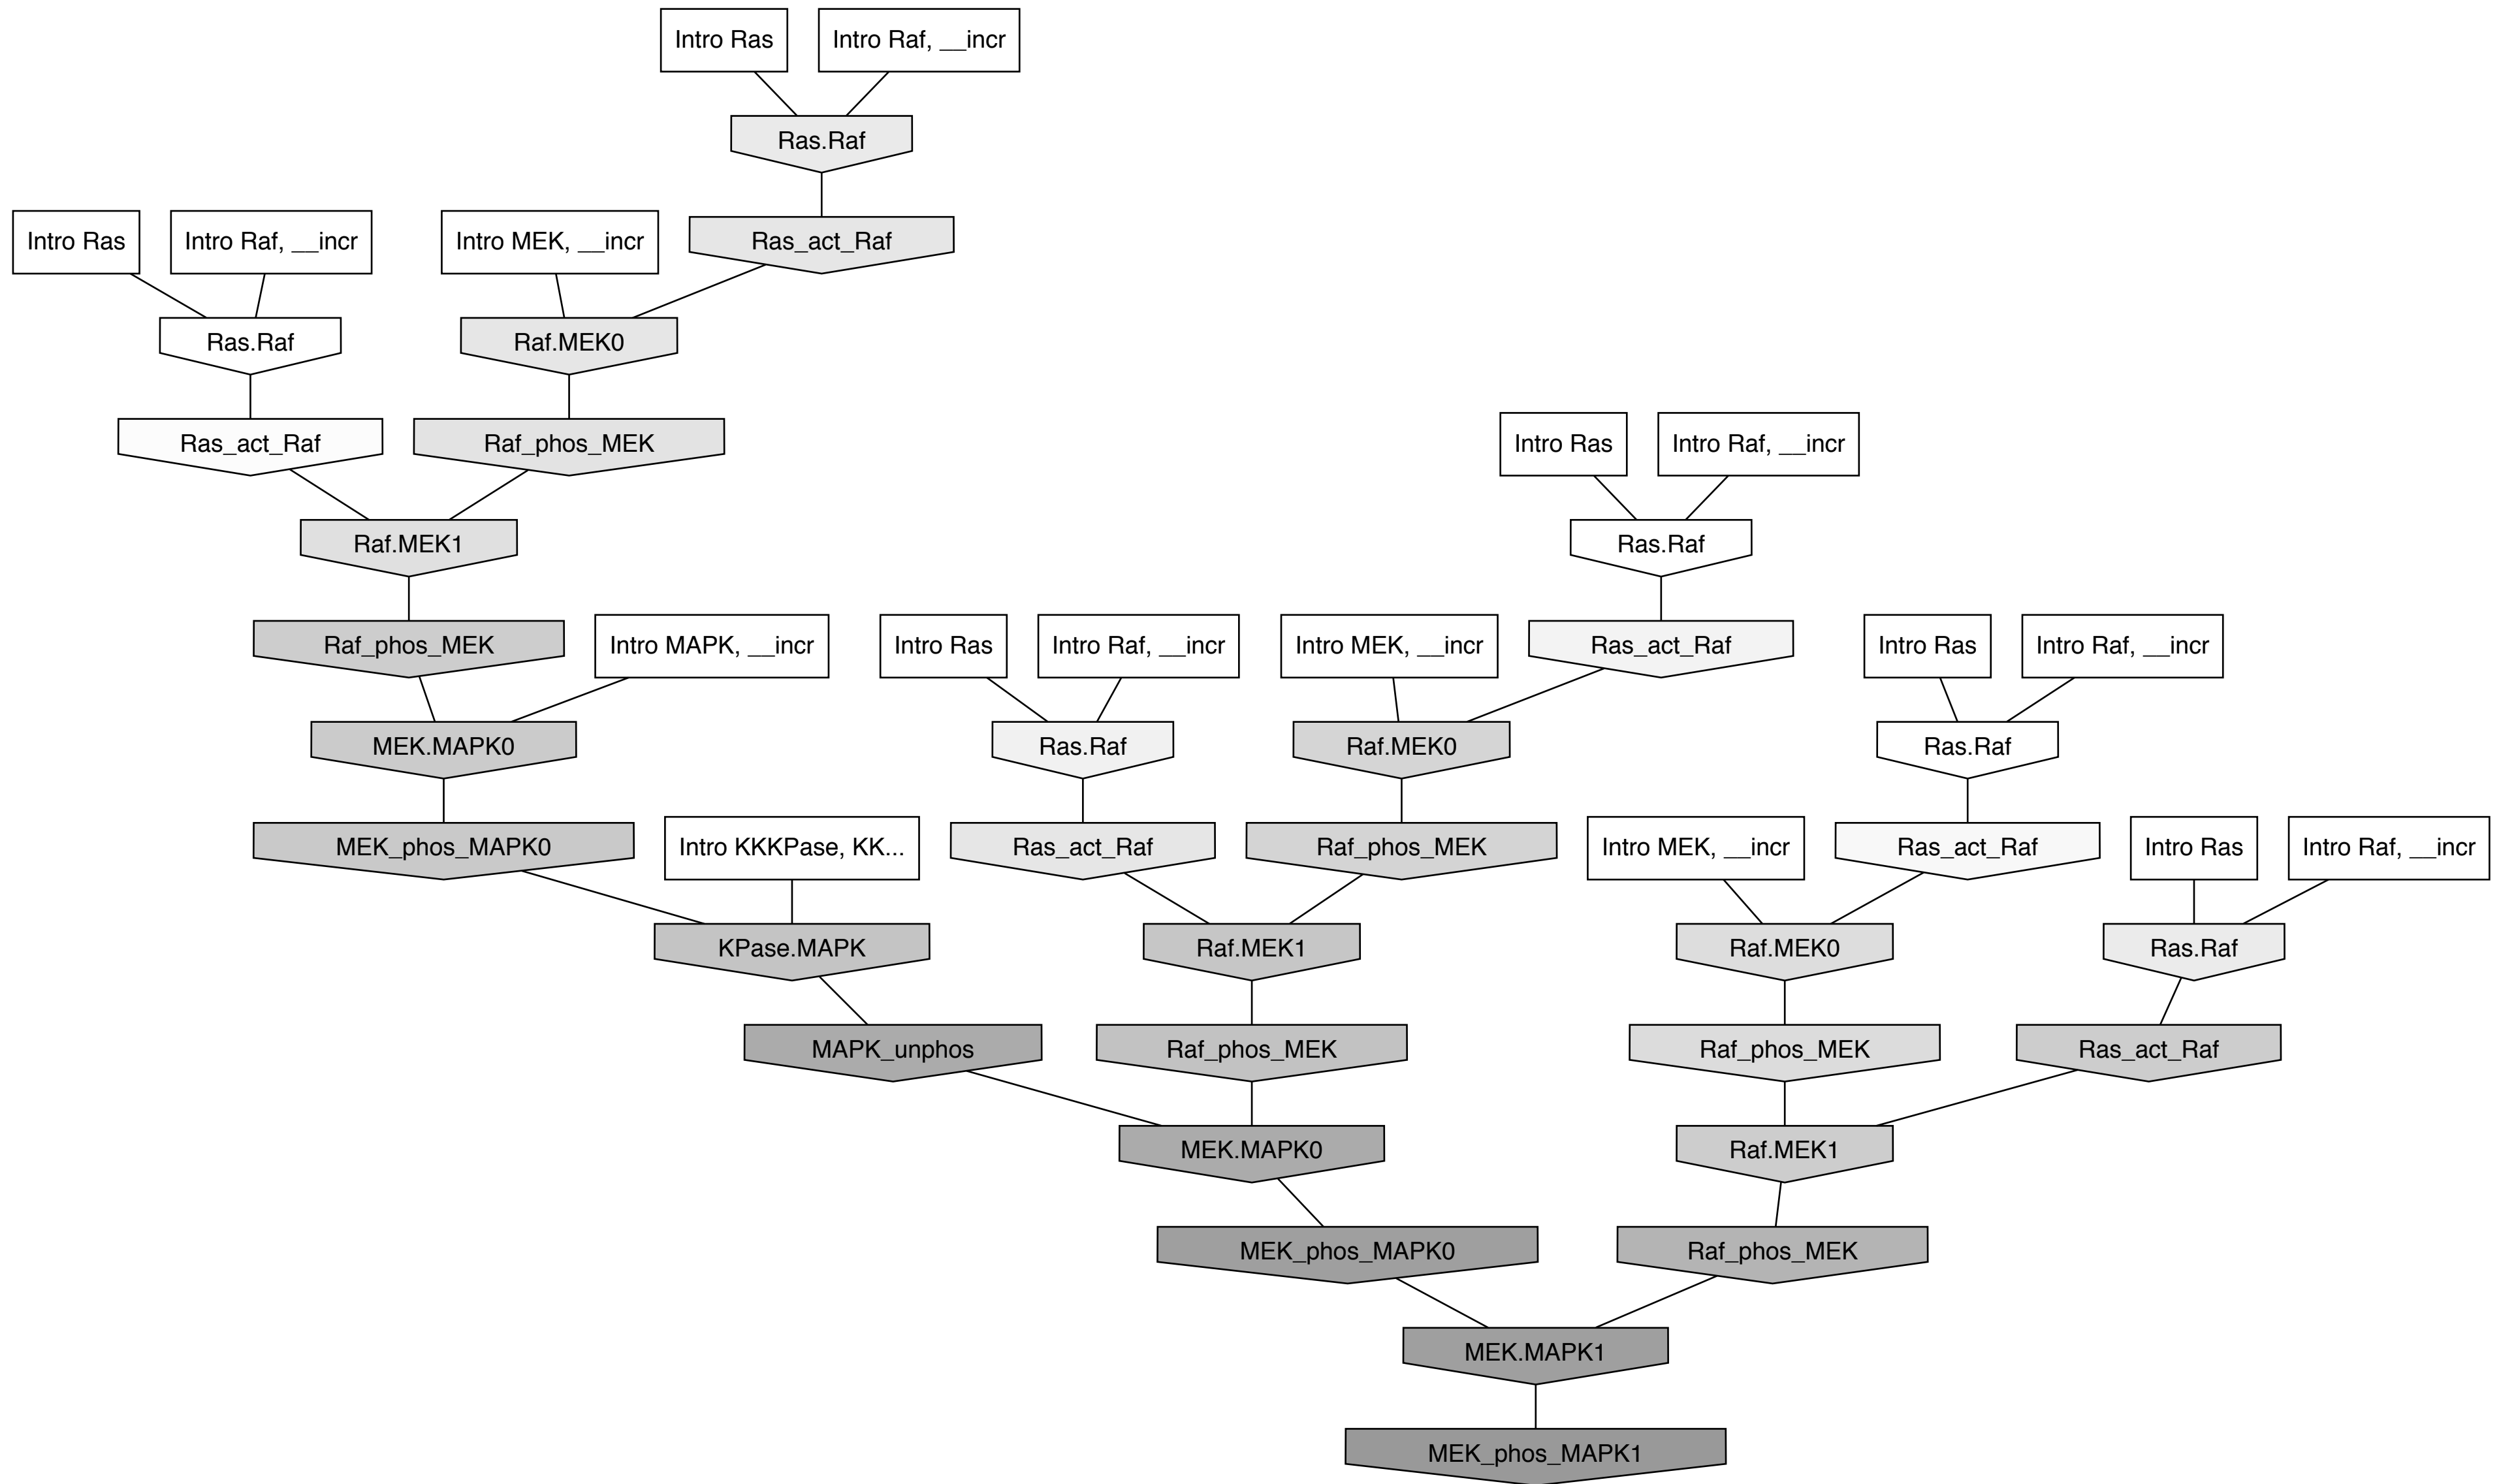 Intro Ras
Intro Raf, __incr
Ras.Raf
Intro Ras
Intro Raf, __incr
Intro MEK, __incr
Ras_act_Raf
Ras.Raf
Raf.MEK0
Ras_act_Raf
Raf_phos_MEK
Intro Ras
Intro Raf, __incr
Raf.MEK1
Ras.Raf
Raf_phos_MEK
Intro MAPK, __incr
Intro Ras
Intro Raf, __incr
Intro MEK, __incr
Ras_act_Raf
Intro Ras
Intro Raf, __incr
MEK.MAPK0
Ras.Raf
Raf.MEK0
Ras.Raf
MEK_phos_MAPK0
Intro KKKPase, KK...
Ras_act_Raf
Raf_phos_MEK
Intro MEK, __incr
Ras_act_Raf
Intro Ras
Intro Raf, __incr
KPase.MAPK
Raf.MEK1
Raf.MEK0
Ras.Raf
MAPK_unphos
Raf_phos_MEK
Raf_phos_MEK
Ras_act_Raf
MEK.MAPK0
Raf.MEK1
MEK_phos_MAPK0
Raf_phos_MEK
MEK.MAPK1
MEK_phos_MAPK1